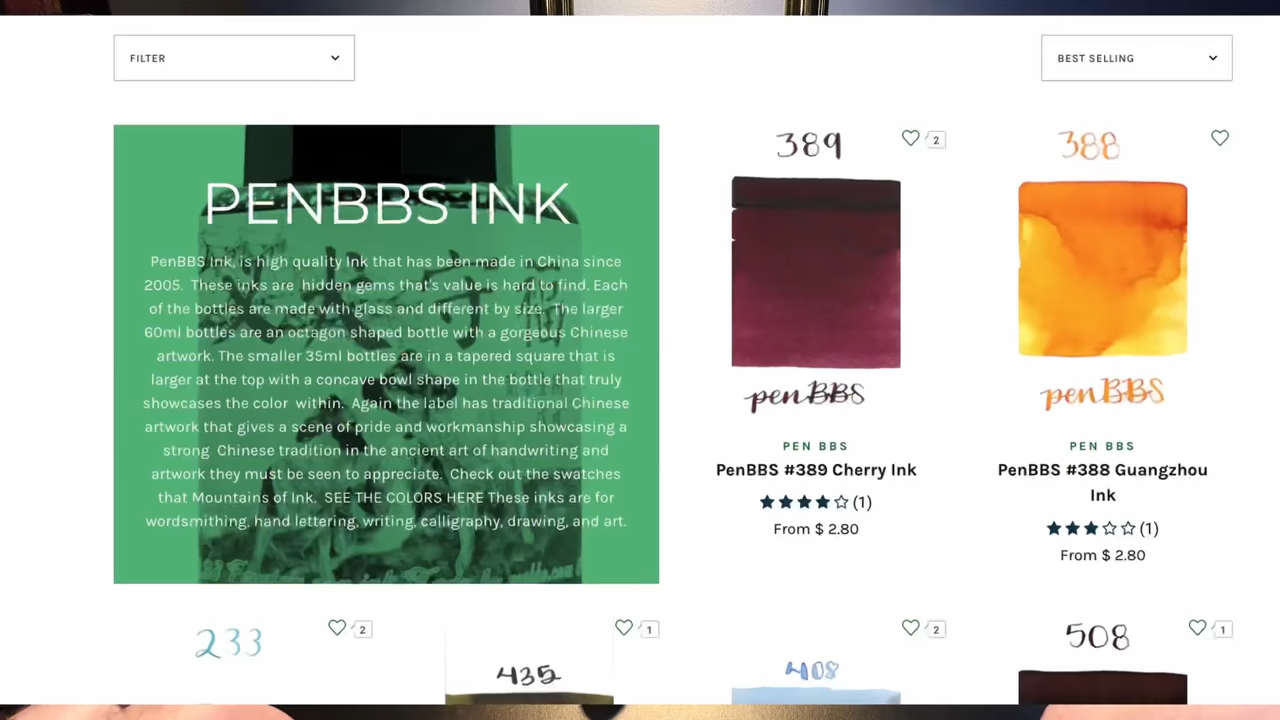 FILTER
BEST SELLING
PENBBS INK
PenBBS Ink, is high quality Ink that has been made in China since
2005. These inks are hidden gems that's value is hard to find. Each
of the bottles are made with glass and different by size. The larger
60ml bottles are an octagon shaped bottle with a gorgeous Chinese
artwork. The smaller 35ml bottles are in a tapered square that is
larger at the top with a concave bowl shape in the bottle that truly
showcases the color within. Again the label has traditional Chinese
artwork that gives a scene of pride and workmanship showcasing a
strong Chinese tradition in the ancient art of handwriting and
artwork they must be seen to appreciate. Check out the swatches
that Mountains of Ink. SEE THE COLORS HERE These inks are for
wordsmithing, hand lettering, writing, calligraphy, drawing, and art.
389
2
penBBS
PEN BBS
PenBBS #389 Cherry Ink
(1)
From $ 2.80
388
penBBS
PEN BBS
PenBBS #388 Guangzhou
Ink
(1)
From $ 2.80
233
2
435
1
408
2
508
1